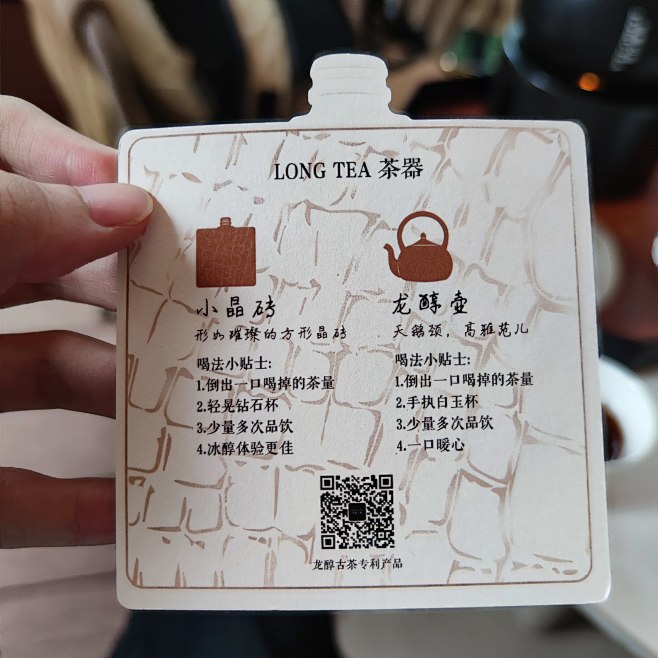 LONG TEA 茶器
小晶砖
形如璀璨的方形晶砖
喝法小贴士:
1.倒出一口喝掉的茶量
2.轻晃钻石杯
3.少量多次品饮
4.冰醇体验更佳
龙醇壶
天鹅颈，高雅范儿
喝法小贴士:
1.倒出一口喝掉的茶量
2.手执白玉杯
3.少量多次品饮
4.一口暖心
龙醇古茶专利产品